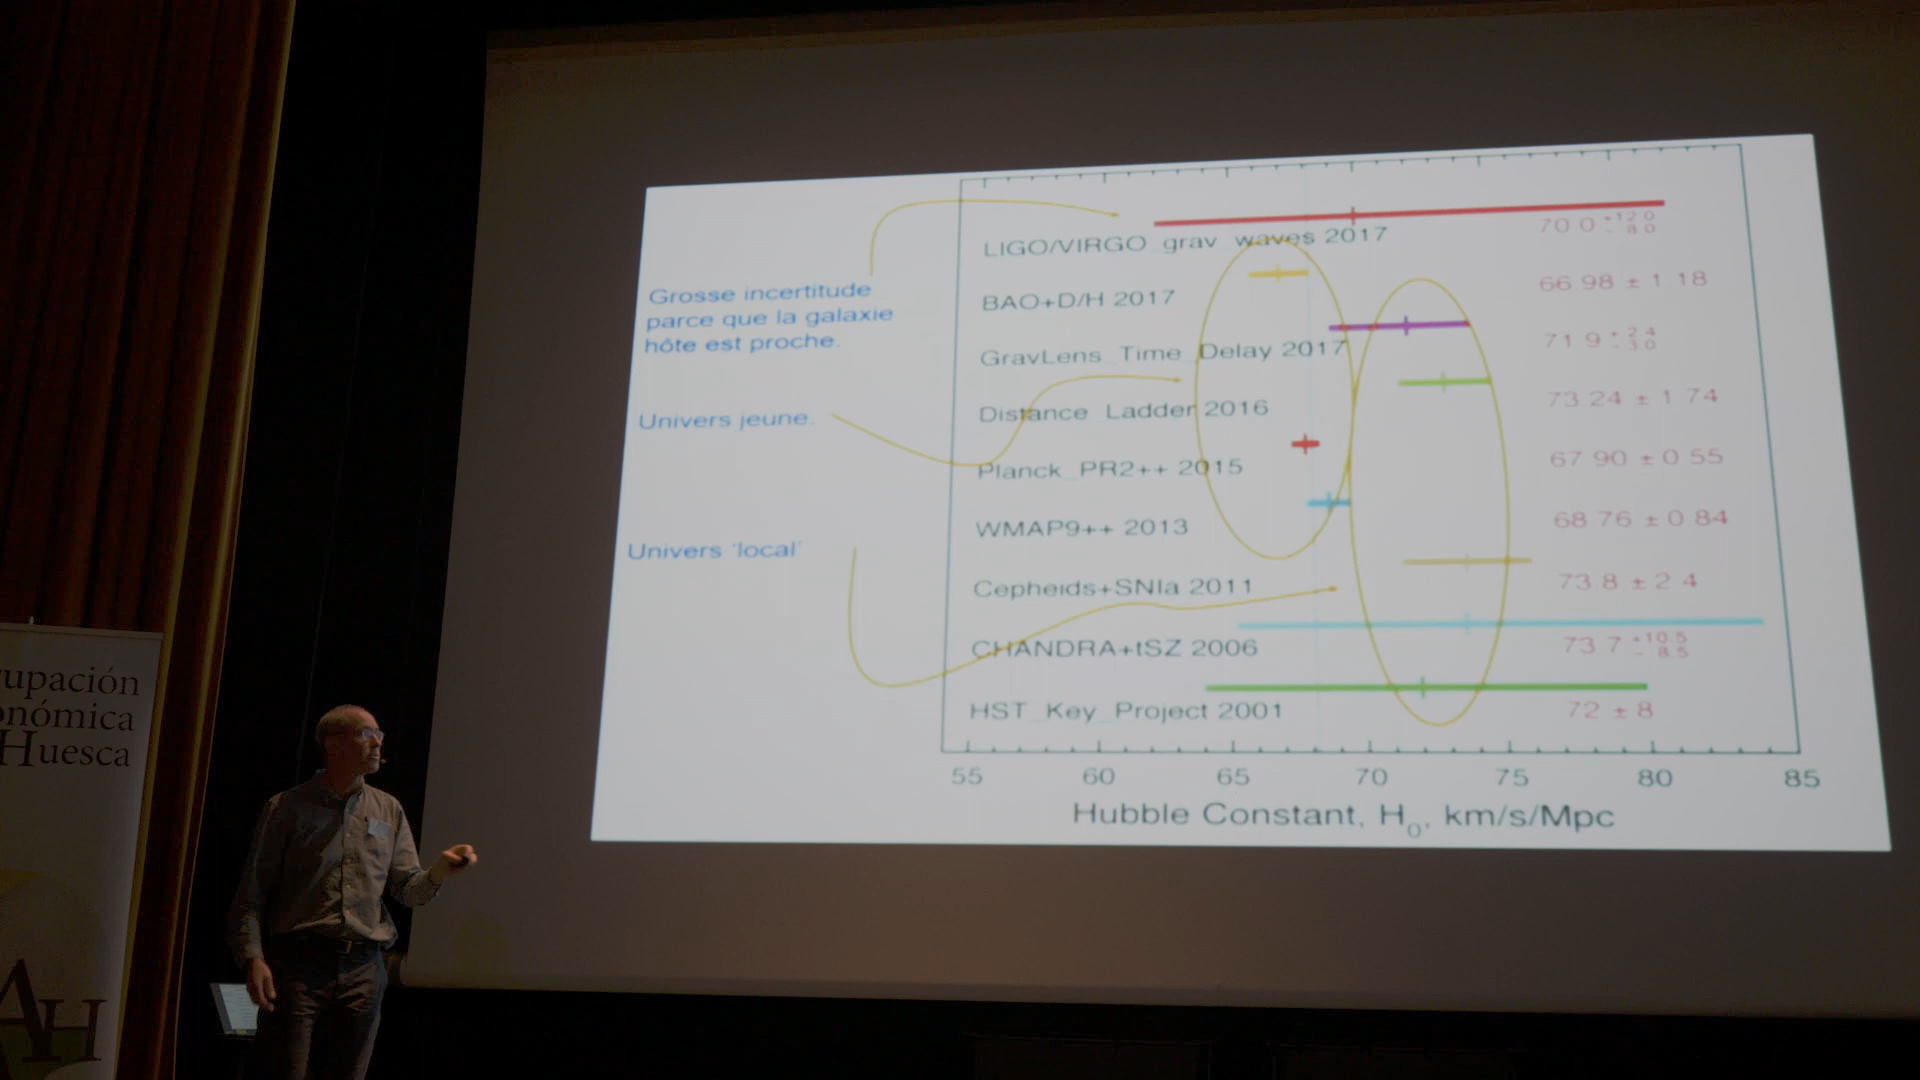 upación
onómica
Huesca
AH
Grosse incertitude
parce que la galaxie
hôte est proche.
Univers jeune.
Univers 'local'
LIGO/VIRGO_grav_waves 2017 70.0 +12.0 - 8.0
BAO+D/H 2017 66.98 ± 1.18
GravLens_Time_Delay 2017 71.9 + 2.4 - 3.0
Distance_Ladder 2016 73.24 ± 1.74
Planck_PR2++ 2015 67.90 ± 0.55
WMAP9++ 2013 68.76 ± 0.84
Cepheids+SNIa 2011 73.8 ± 2.4
CHANDRA+tSZ 2006 73.7 +10.5 - 8.5
HST_Key_Project 2001 72 ± 8
55 60 65 70 75 80 85
Hubble Constant, H0, km/s/Mpc